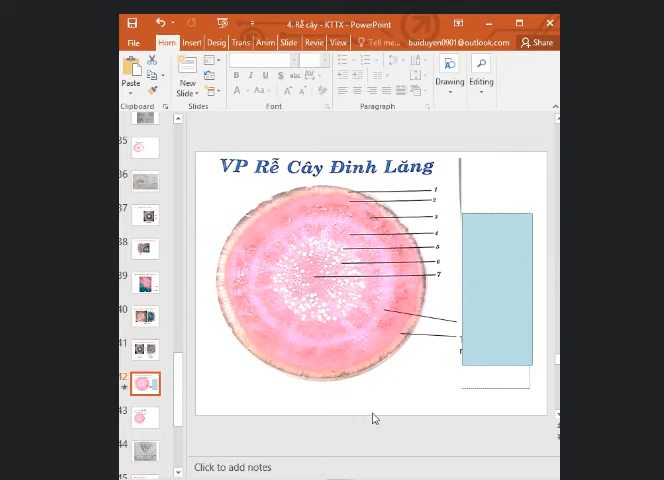 4. Rễ cây - KTTX - PowerPoint
File Hom Insert Desig Trans Anim Slide Revie View Tell me... buiduyen0901@outlook.com Share
Paste
New Slide
B I U S abc AV
Drawing Editing
Clipboard Slides Font Paragraph
35
36
37
38
39
40
41
42
43
44
VP Rễ Cây Đinh Lăng
1
2
3
4
5
6
7
Click to add notes